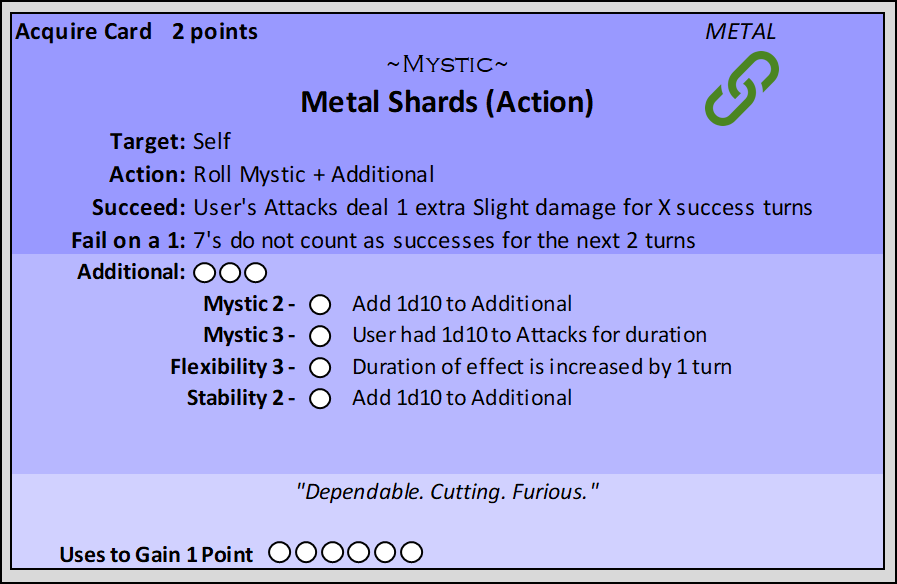 Acquire Card 2 points METAL
~Mystic~
Metal Shards (Action)
Target: Self
Action: Roll Mystic + Additional
Succeed: User's Attacks deal 1 extra Slight damage for X success turns
Fail on a 1: 7's do not count as successes for the next 2 turns
Additional:
Mystic 2 - Add 1d10 to Additional
Mystic 3 - User had 1d10 to Attacks for duration
Flexibility 3 - Duration of effect is increased by 1 turn
Stability 2 - Add 1d10 to Additional
"Dependable. Cutting. Furious."
Uses to Gain 1 Point